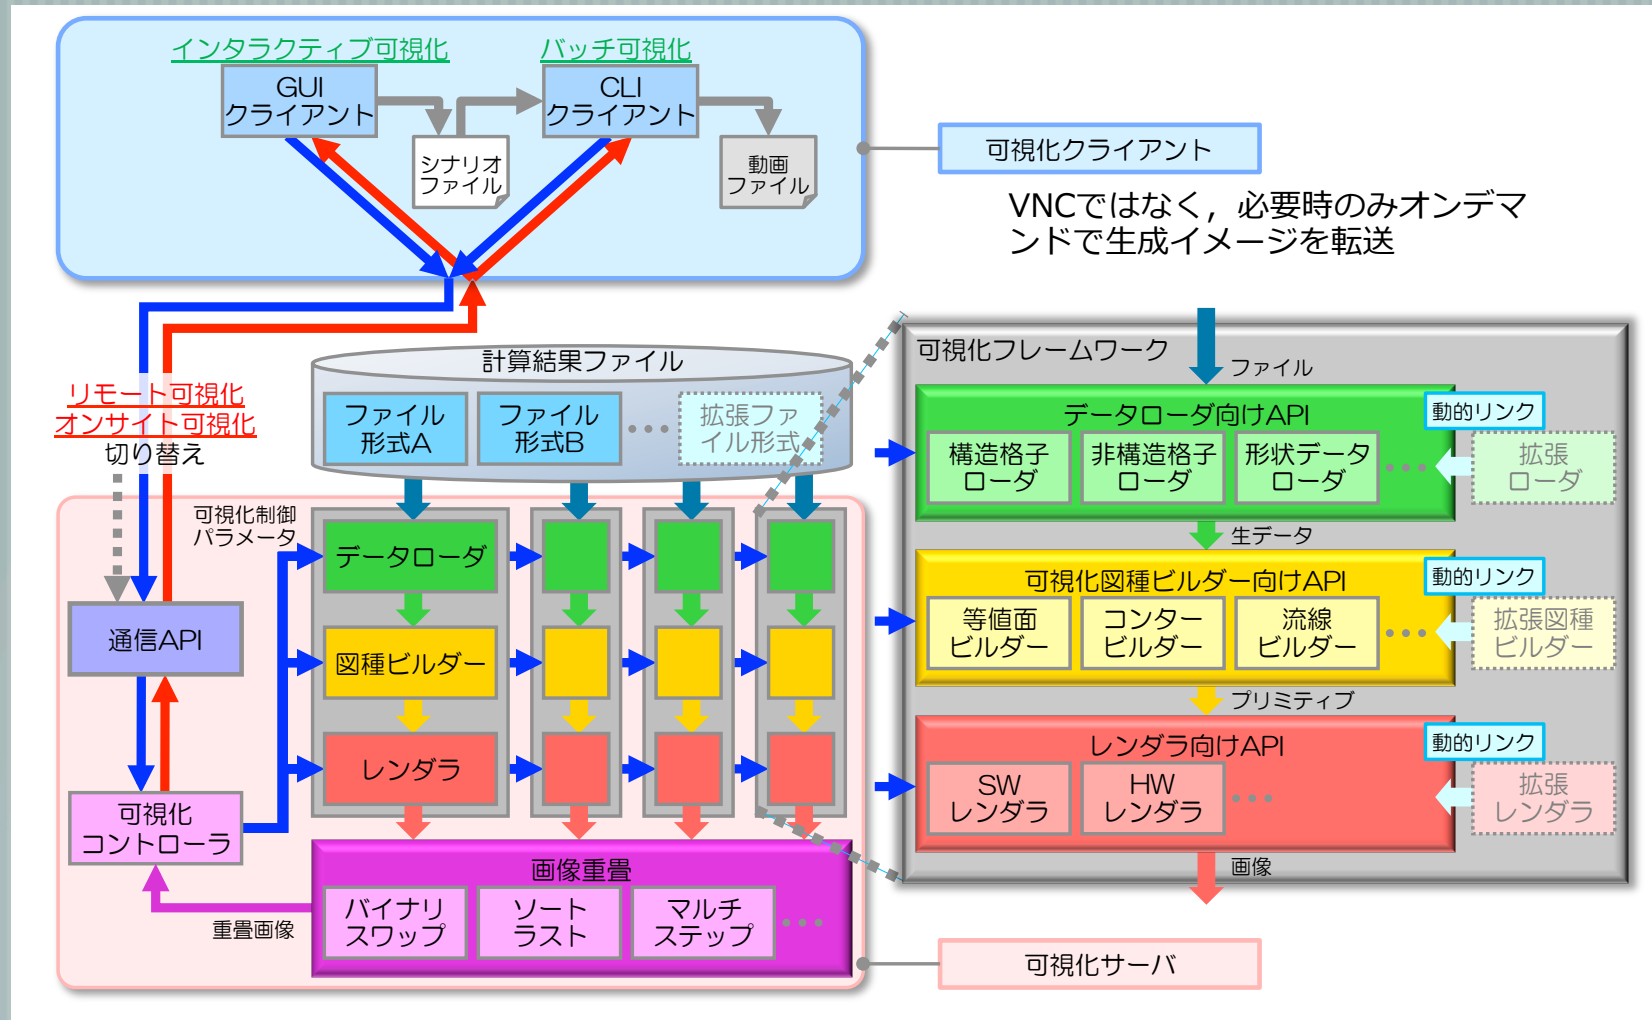 インタラクティブ可視化
バッチ可視化
GUI
クライアント
CLI
クライアント
シナリオ
ファイル
動画
ファイル
可視化クライアント
VNCではなく，必要時のみオンデマ
ンドで生成イメージを転送
リモート可視化
オンサイト可視化
切り替え
計算結果ファイル
ファイル
形式A
ファイル
形式B
拡張ファ
イル形式
可視化制御
パラメータ
データローダ
図種ビルダー
レンダラ
通信API
可視化
コントローラ
重畳画像
画像重畳
バイナリ
スワップ
ソート
ラスト
マルチ
ステップ
可視化フレームワーク
ファイル
データローダ向けAPI
動的リンク
構造格子
ローダ
非構造格子
ローダ
形状データ
ローダ
拡張
ローダ
生データ
可視化図種ビルダー向けAPI
動的リンク
等値面
ビルダー
コンター
ビルダー
流線
ビルダー
拡張図種
ビルダー
プリミティブ
レンダラ向けAPI
動的リンク
SW
レンダラ
HW
レンダラ
拡張
レンダラ
画像
可視化サーバ